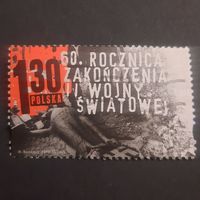 60. ROCZNICA
ZAKOŃCZENIA
II WOJNY
ŚWIATOWEJ
1.30
POLSKA